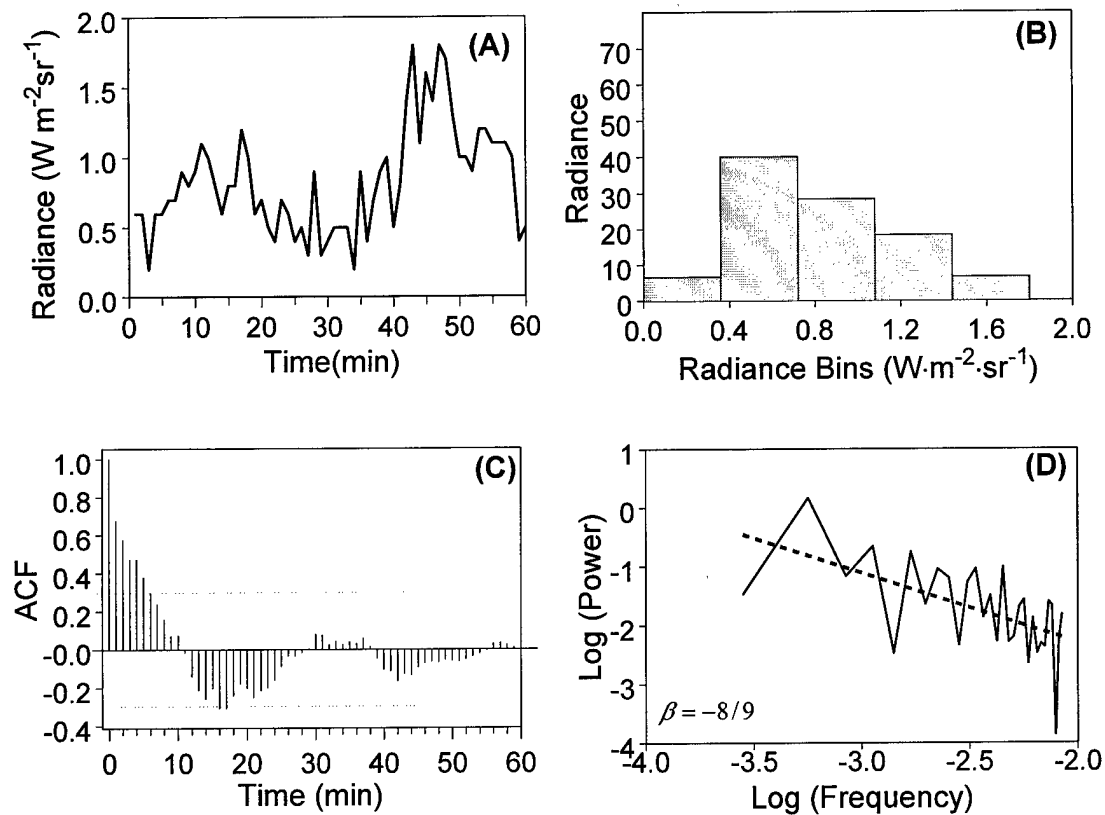 (A)
Radiance (W m⁻²sr⁻¹)
2.0
1.5
1.0
0.5
0.0
0 10 20 30 40 50 60
Time(min)
(B)
Radiance
70
60
50
40
30
20
10
0
0.0 0.4 0.8 1.2 1.6 2.0
Radiance Bins (W·m⁻²·sr⁻¹)
(C)
ACF
1.0
0.8
0.6
0.4
0.2
-0.0
-0.2
-0.4
0 10 20 30 40 50 60
Time (min)
(D)
Log (Power)
1
0
-1
-2
-3
-4
β = -8/9
-4.0 -3.5 -3.0 -2.5 -2.0
Log (Frequency)